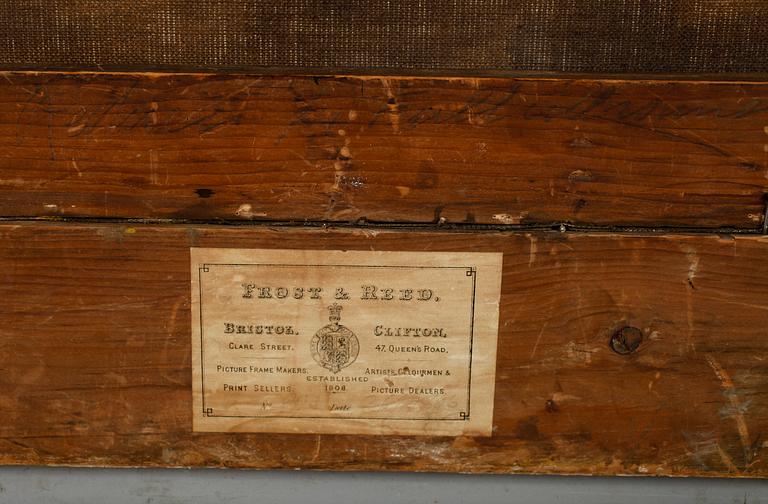 FROST & REED.
BRISTOL. CLIFTON.
CLARE STREET. 47. QUEEN'S ROAD,
PICTURE FRAME MAKERS. ARTISTS COLOURMEN &
ESTABLISHED
PRINT SELLERS. 1808. PICTURE DEALERS.
No Date